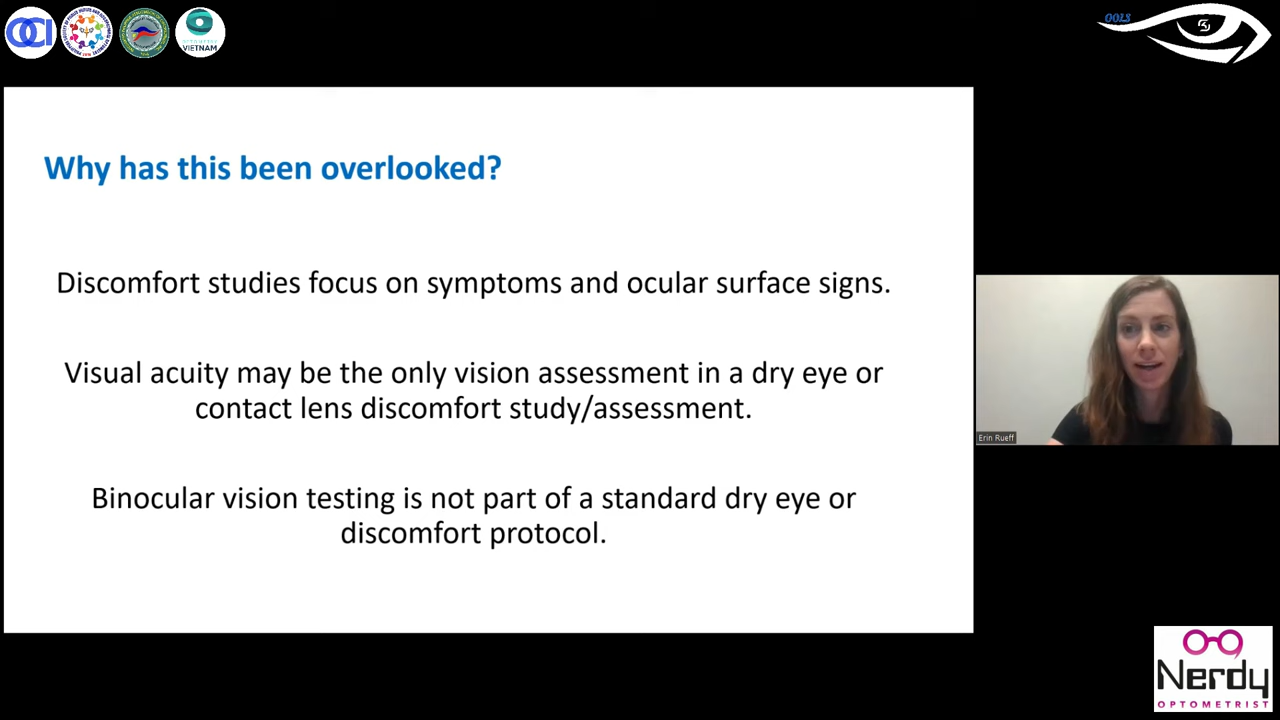 OCI
OPTOMETRY
VIETNAM
OOLS
Why has this been overlooked?
Discomfort studies focus on symptoms and ocular surface signs.
Visual acuity may be the only vision assessment in a dry eye or
contact lens discomfort study/assessment.
Binocular vision testing is not part of a standard dry eye or
discomfort protocol.
Erin Rueff
Nerdy
OPTOMETRIST